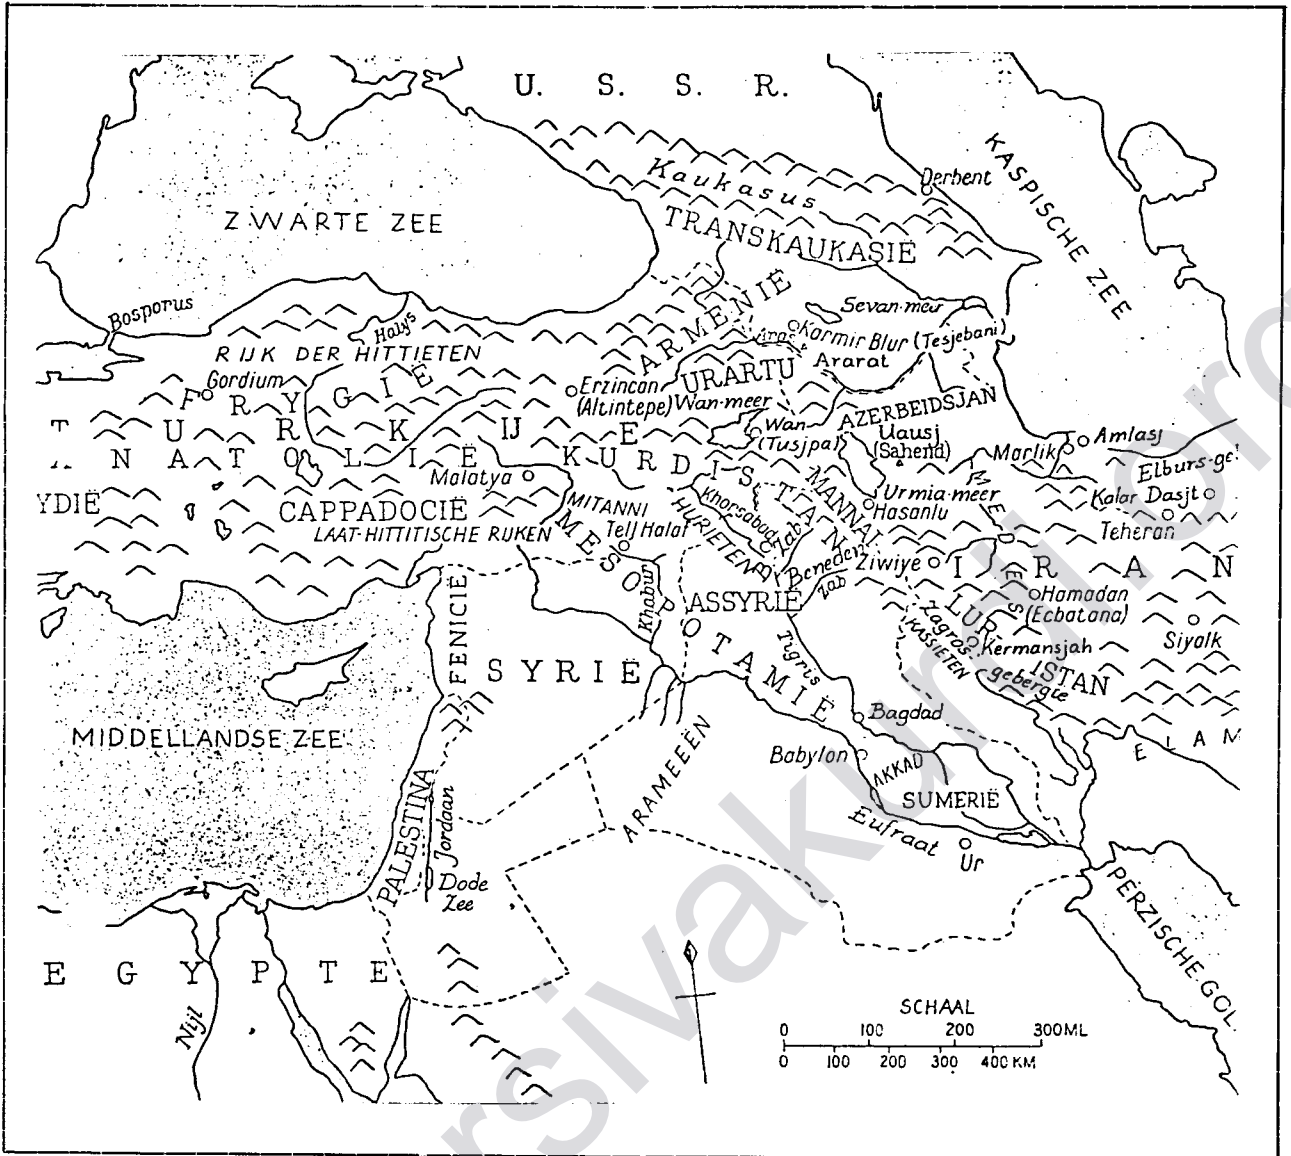 U. S. S. R.
Kaukasus
Derbent
KASPISCHE ZEE
ZWARTE ZEE
TRANSKAUKASIË
Bosporus
Halys
ARMENIË
Sevan-meer
Karmir Blur (Tesjebani)
Ararat
RIJK DER HITTIETEN
Gordium
FRYGIË
Erzincan
(Altintepe)
URARTU
Wan-meer
AZERBEIDSJAN
TURKIJE
Wan
(Tusjpa)
Uausj
(Sahend)
Marlik
Amlasj
ANATOLIË
KURDISTAN
Elburs-ge
Malatya
MANNAI
Urmia-meer
MEDES
Kalar Dasjt
YDIË
CAPPADOCIË
MITANNI
Khorsabad
Hasanlu
Teheran
LAAT-HITTITISCHE RIJKEN
Tell Halaf
HURIETEN
Zab
Beneden
Zab
Ziwiye
IRAN
MESOPOTAMIË
FENICIË
Khabur
ASSYRIË
Hamadan
(Ecbatana)
LURISTAN
Zagros
gebergte
KASSIETEN
Siyalk
Kermansjah
SYRIË
Tigris
MIDDELLANDSE ZEE
Bagdad
ELAM
ARAMEEËN
Babylon
AKKAD
SUMERIË
PALESTINA
Jordaan
Eufraat
Ur
Dode
Zee
PERZISCHE GOL.
EGYPTE
Nijl
SCHAAL
0 100 200 300 ML
0 100 200 300 400 KM